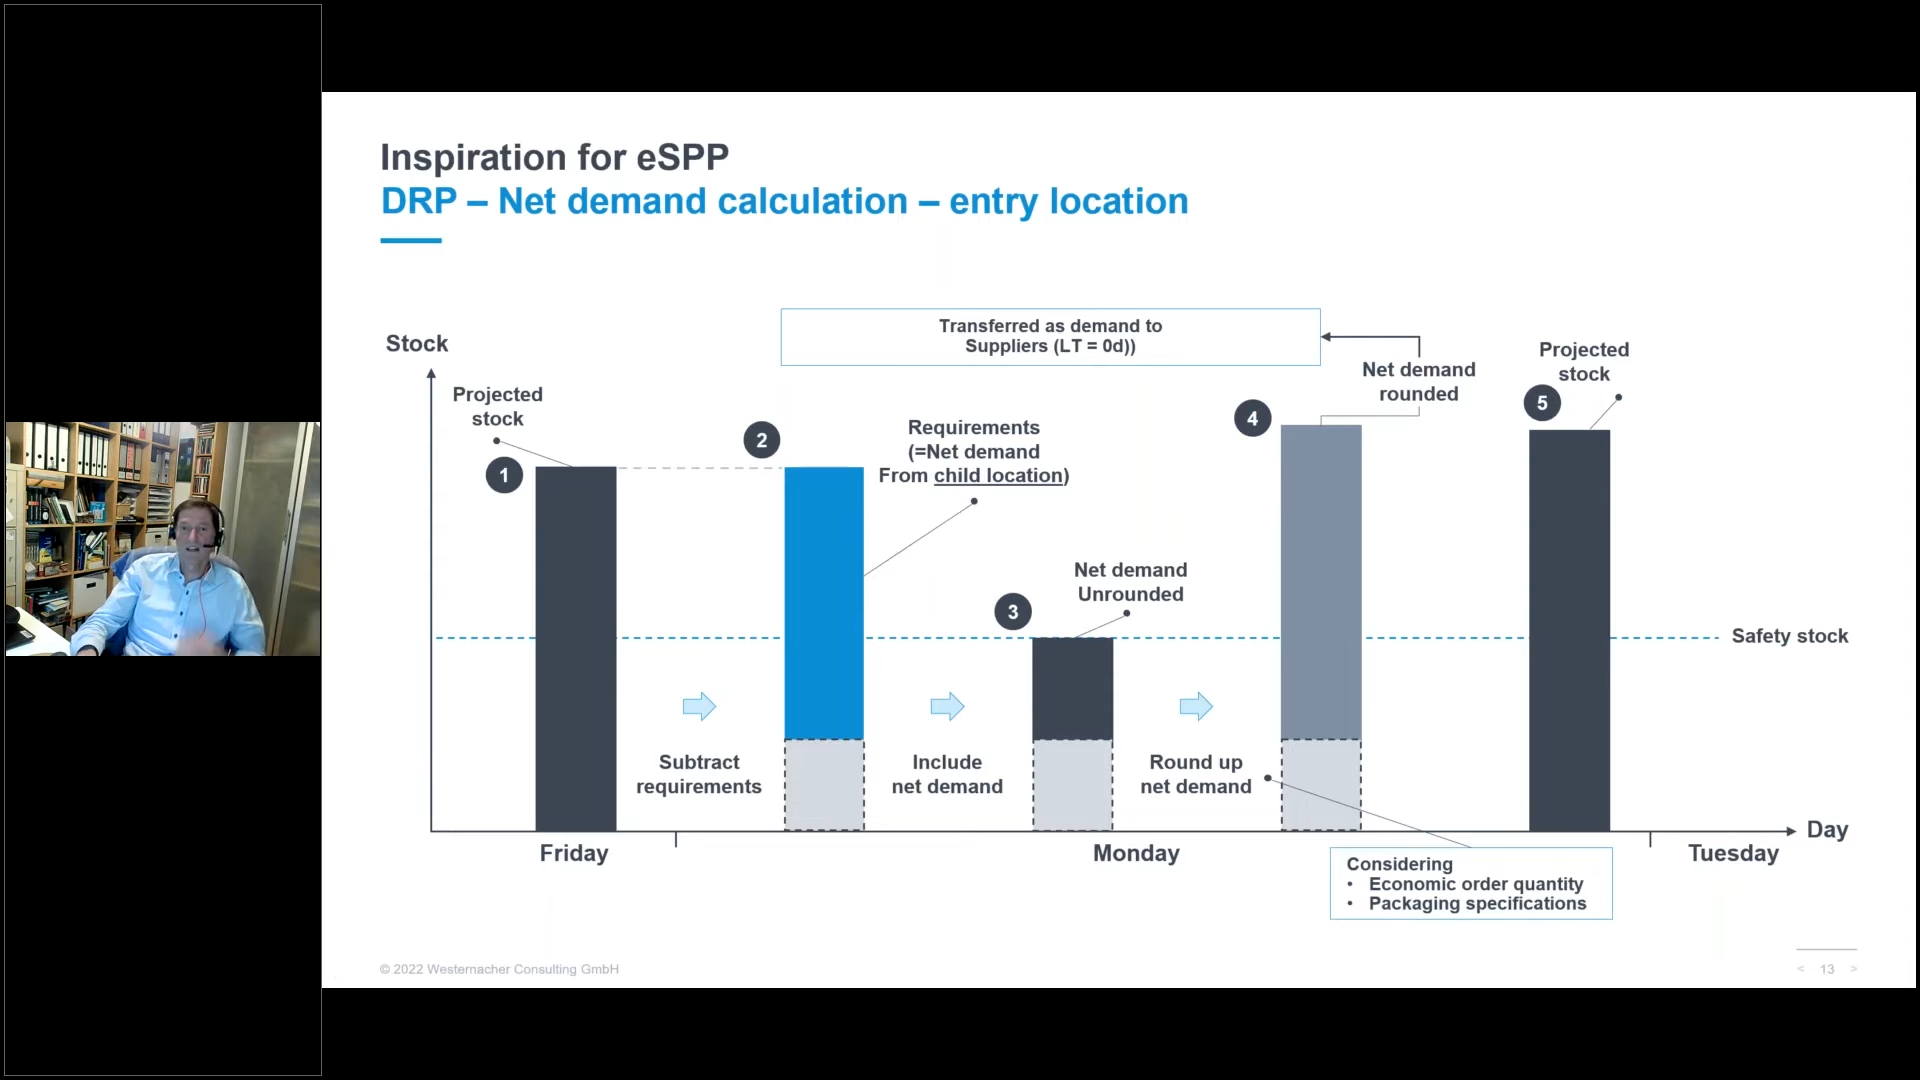 Inspiration for eSPP
DRP – Net demand calculation – entry location
Transferred as demand to
Suppliers (LT = 0d))
Stock
Projected
stock
1
2
Requirements
(=Net demand
From child location)
3
Net demand
Unrounded
4
Net demand
rounded
Projected
stock
5
Safety stock
Subtract
requirements
Include
net demand
Round up
net demand
Day
Friday
Monday
Tuesday
Considering
• Economic order quantity
• Packaging specifications
© 2022 Westernacher Consulting GmbH
< 13 >